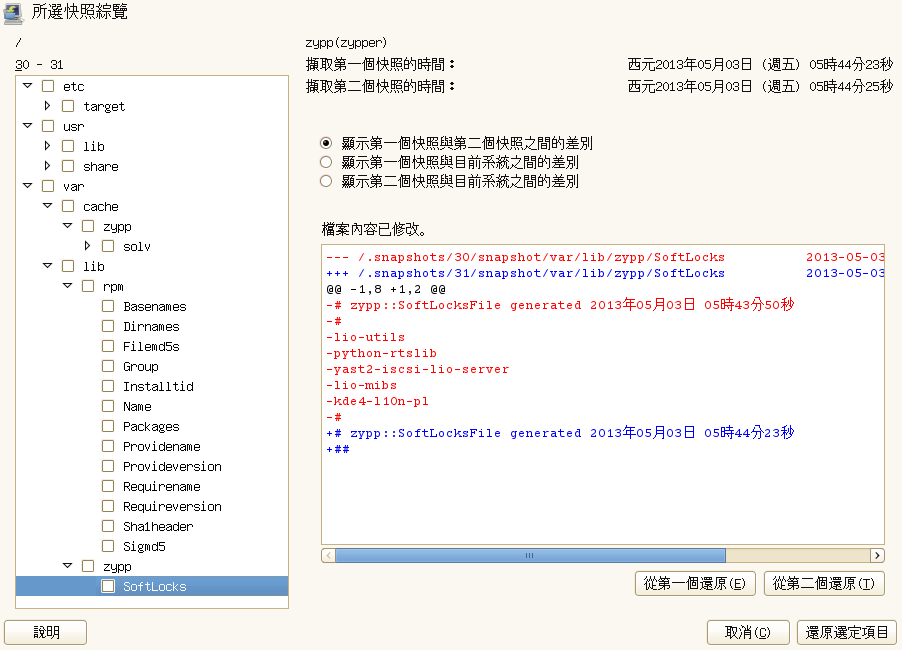 所選快照綜覽
/
30 - 31
etc
target
usr
lib
share
var
cache
zypp
solv
lib
rpm
Basenames
Dirnames
Filemd5s
Group
Installtid
Name
Packages
Providename
Provideversion
Requirename
Requireversion
Sha1header
Sigmd5
zypp
SoftLocks
zypp(zypper)
擷取第一個快照的時間： 西元2013年05月03日 (週五) 05時44分23秒
擷取第二個快照的時間： 西元2013年05月03日 (週五) 05時44分25秒
顯示第一個快照與第二個快照之間的差別
顯示第一個快照與目前系統之間的差別
顯示第二個快照與目前系統之間的差別
檔案內容已修改。
--- /.snapshots/30/snapshot/var/lib/zypp/SoftLocks 2013-05-03
+++ /.snapshots/31/snapshot/var/lib/zypp/SoftLocks 2013-05-03
@@ -1,8 +1,2 @@
-# zypp::SoftLocksFile generated 2013年05月03日 05時43分50秒
-#
-lio-utils
-python-rtslib
-yast2-iscsi-lio-server
-lio-mibs
-kde4-l10n-pl
-#
+# zypp::SoftLocksFile generated 2013年05月03日 05時44分23秒
+##
從第一個還原(E) 從第二個還原(T)
說明 取消(C) 還原選定項目